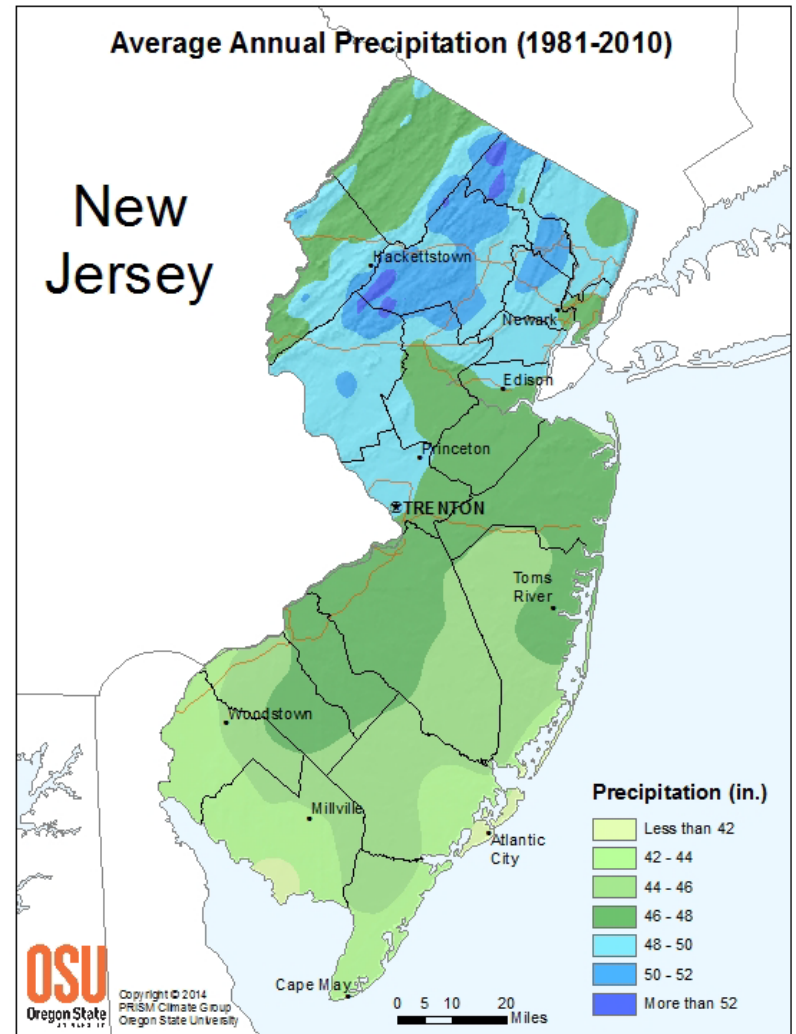 Average Annual Precipitation (1981-2010)
New
Jersey
Hackettstown
Newark
Edison
Princeton
TRENTON
Toms
River
Woodstown
Millville
Atlantic
City
Cape May
Precipitation (in.)
Less than 42
42 - 44
44 - 46
46 - 48
48 - 50
50 - 52
More than 52
OSU
Oregon State
UNIVERSITY
Copyright © 2014
PRISM Climate Group
Oregon State University
0 5 10 20
Miles